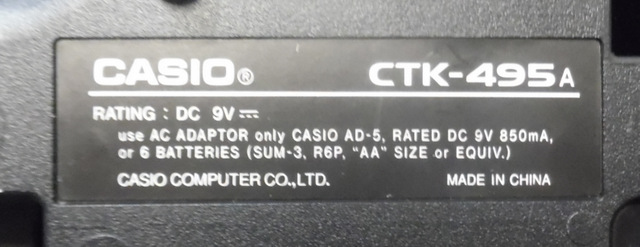 CASIO® CTK-495A
RATING : DC 9V⎓
use AC ADAPTOR only CASIO AD-5, RATED DC 9V 850mA,
or 6 BATTERIES (SUM-3, R6P, "AA" SIZE or EQUIV.)
CASIO COMPUTER CO.,LTD. MADE IN CHINA